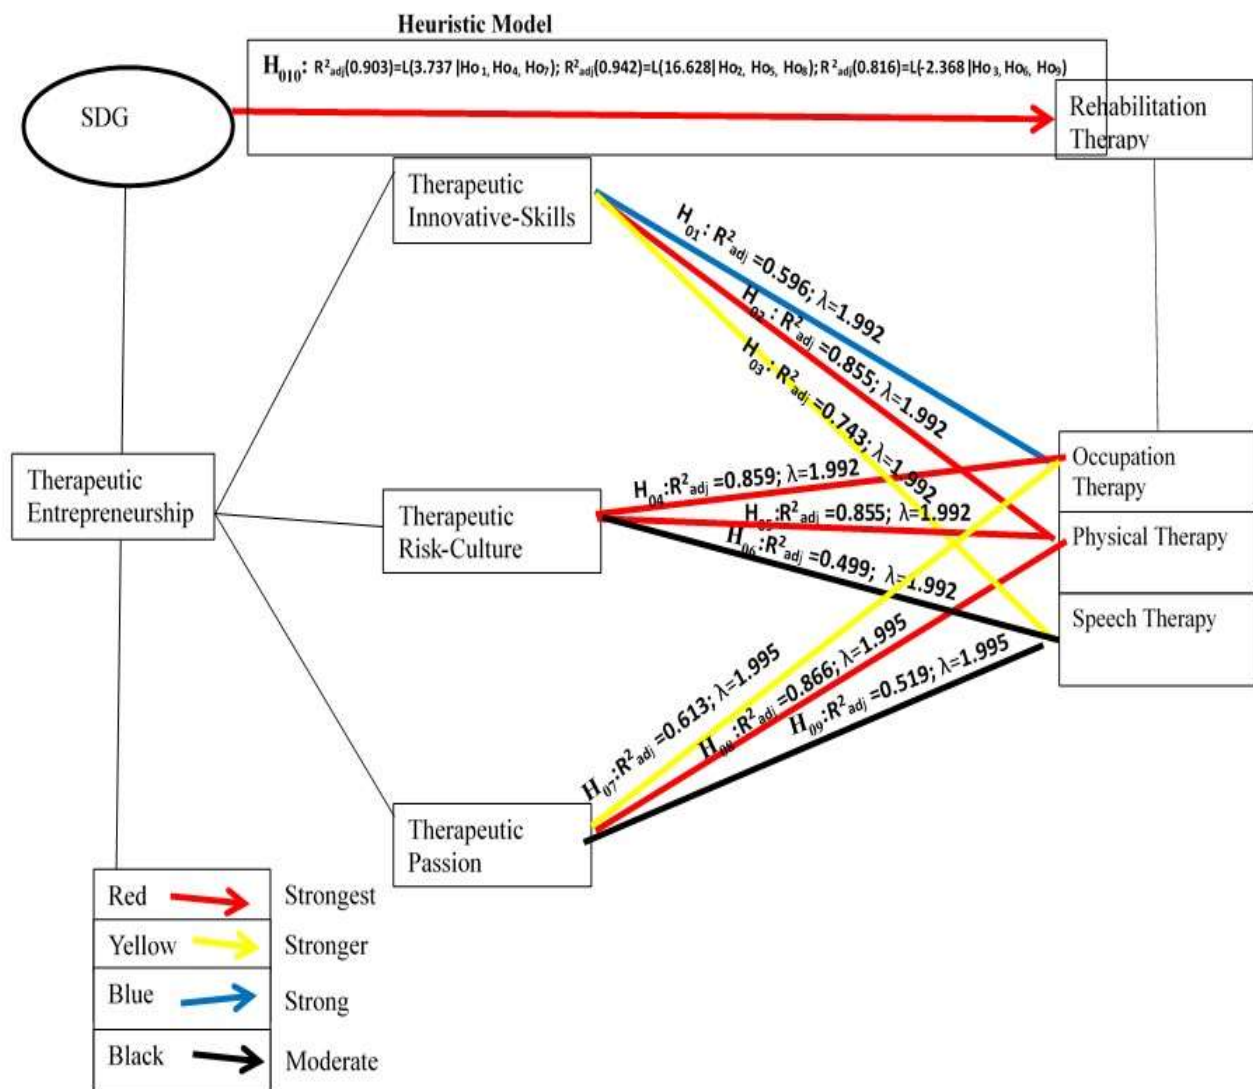 Heuristic Model
H010: R²adj(0.903)=L(3.737 |Ho1, Ho4, Ho7); R²adj(0.942)=L(16.628| Ho2, Ho5, Ho8); R²adj(0.816)=L(-2.368 |Ho3, Ho6, Ho9)
SDG
Rehabilitation
Therapy
Therapeutic
Innovative-Skills
H01: R²adj =0.596; λ=1.992
H02: R²adj =0.855; λ=1.992
H03: R²adj =0.743; λ=1.992
Therapeutic
Entrepreneurship
Therapeutic
Risk-Culture
H04:R²adj =0.859; λ=1.992
H05:R²adj =0.855; λ=1.992
H06:R²adj =0.499; λ=1.992
Occupation
Therapy
Physical Therapy
Speech Therapy
H07:R²adj =0.613; λ=1.995
H08:R²adj =0.866; λ=1.995
H09:R²adj =0.519; λ=1.995
Therapeutic
Passion
Red Strongest
Yellow Stronger
Blue Strong
Black Moderate